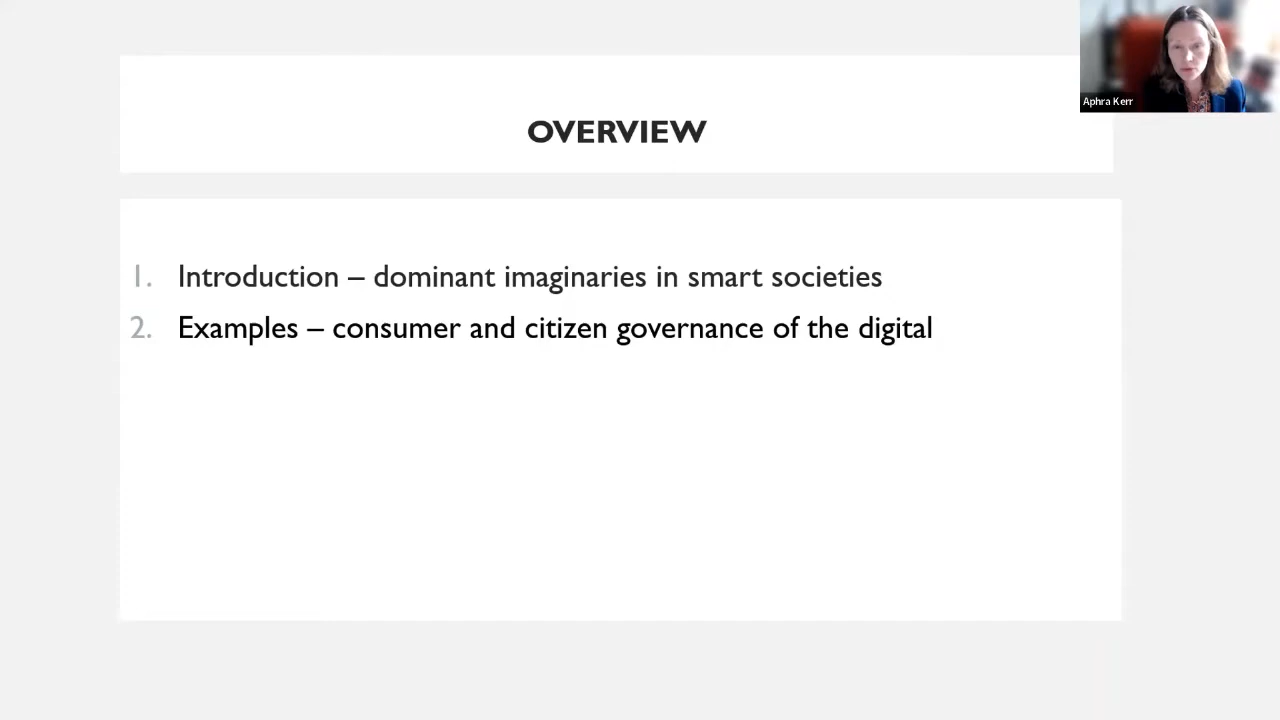 Aphra Kerr
OVERVIEW
1. Introduction – dominant imaginaries in smart societies
2. Examples – consumer and citizen governance of the digital